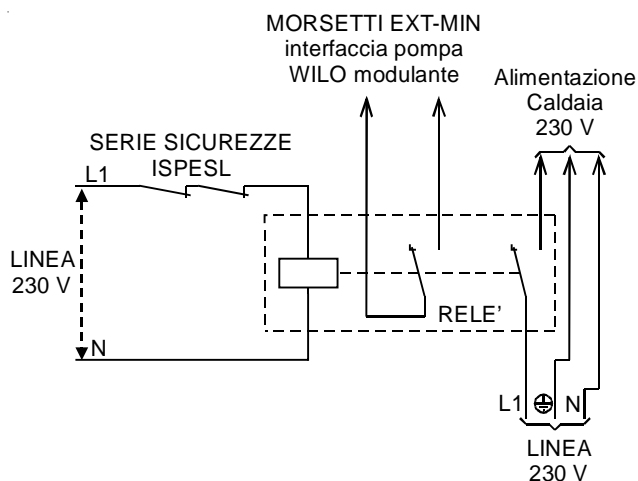 MORSETTI EXT-MIN
interfaccia pompa
WILO modulante
Alimentazione
Caldaia
230 V
SERIE SICUREZZE
ISPESL
L1
LINEA
230 V
N
RELE’
L1
N
LINEA
230 V